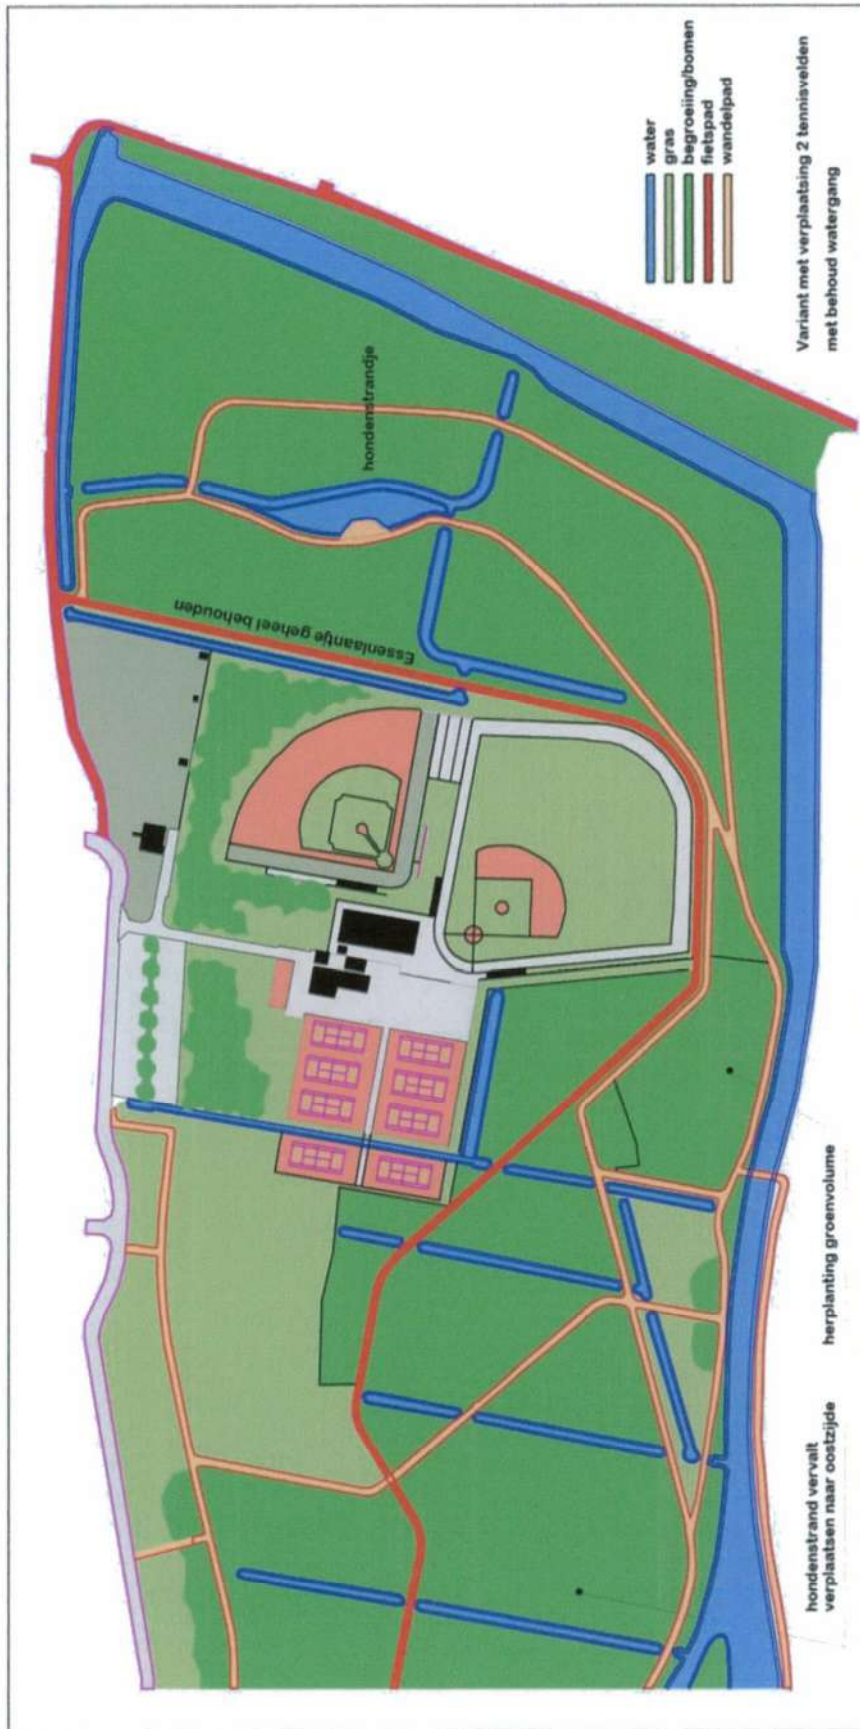 water
gras
begroeiing/bomen
fietspad
wandelpad
Variant met verplaatsing 2 tennisvelden
met behoud watergang
hondenstrandje
Essenlaantje geheel behouden
herplanting groenvolume
hondenstrand vervalt
verplaatsen naar oostzijde